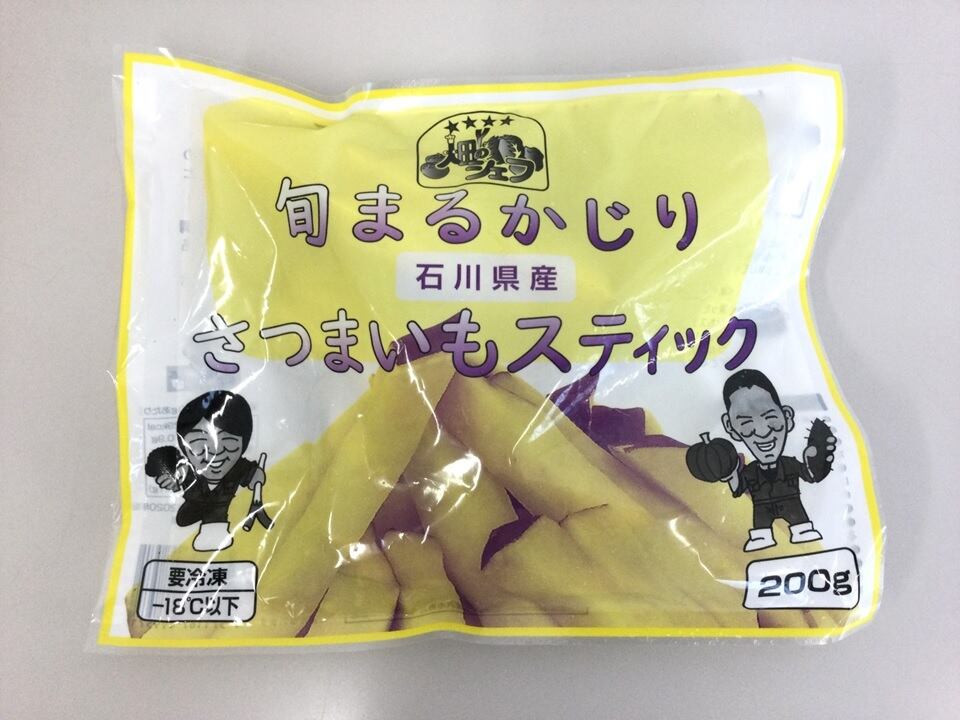 畑のシェフ
旬まるかじり
石川県産
さつまいもスティック
要冷凍
-18℃以下
200g